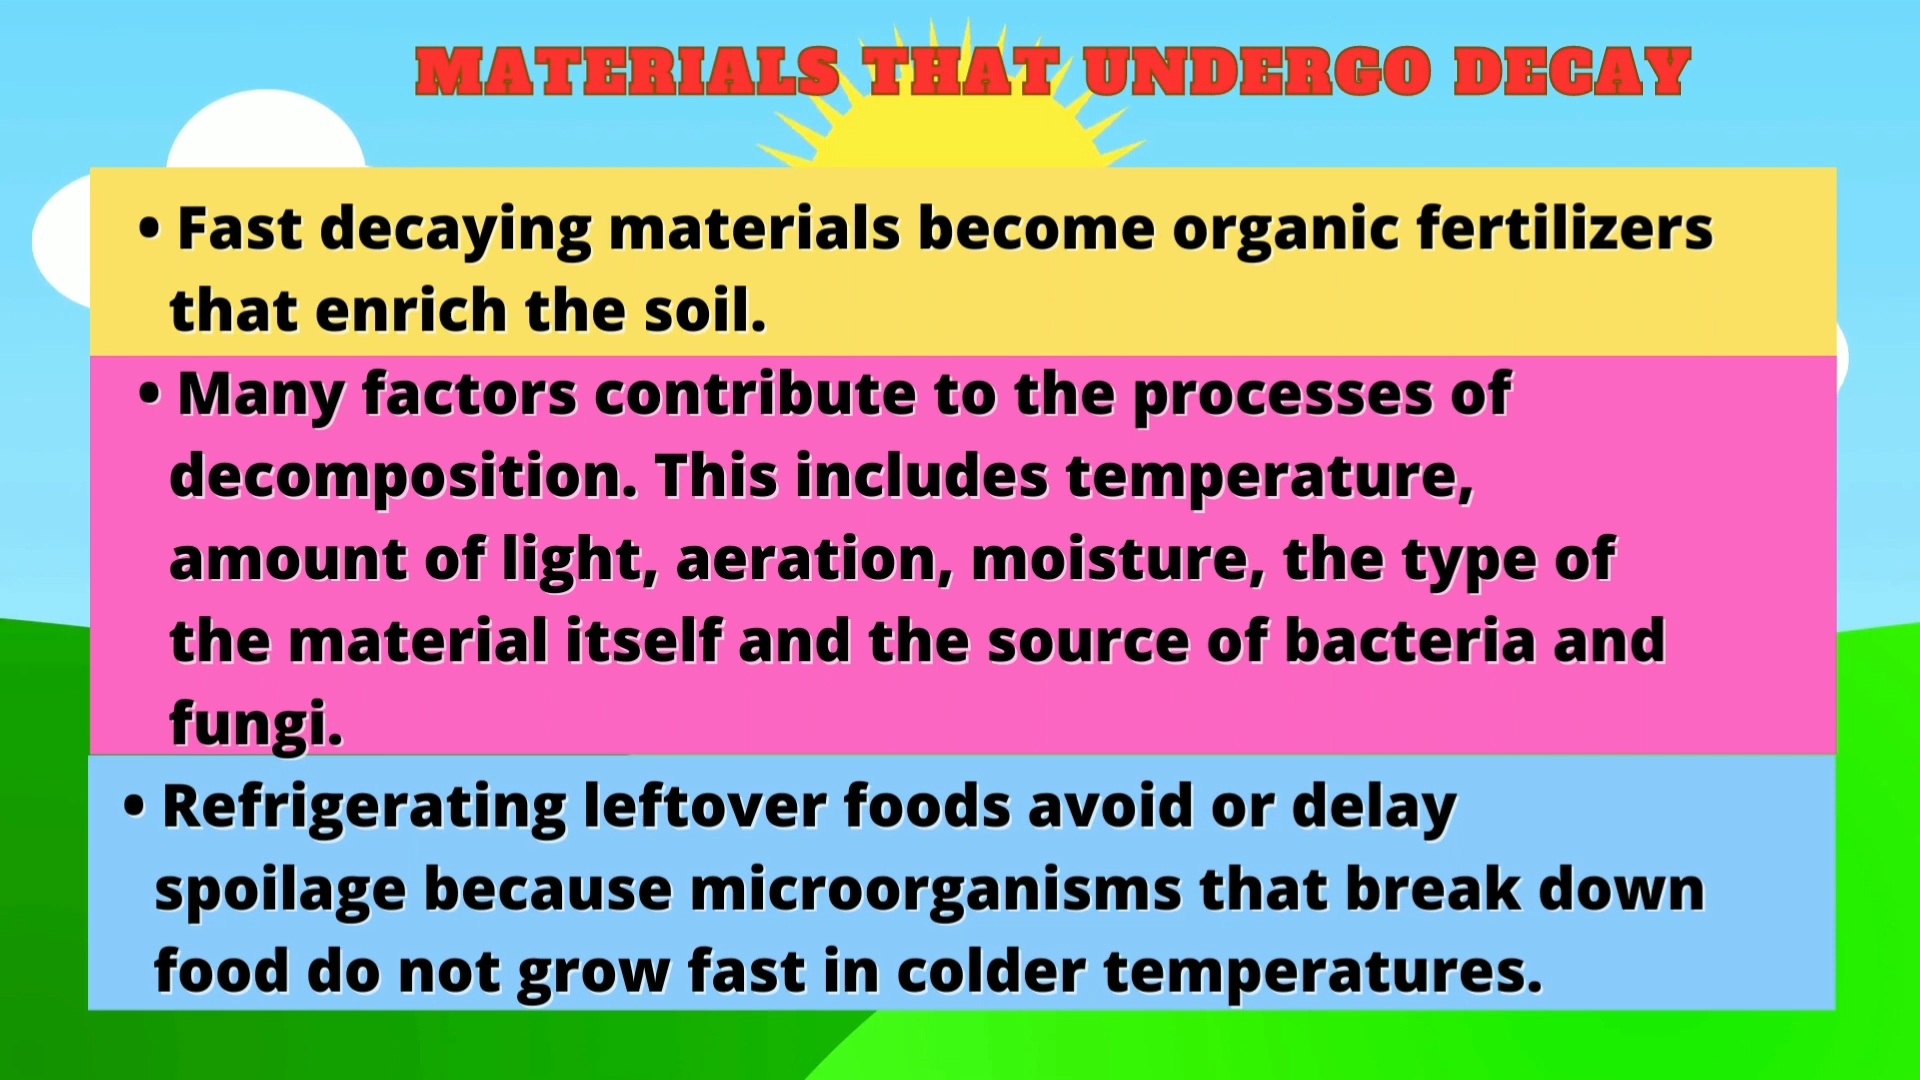 MATERIALS THAT UNDERGO DECAY
• Fast decaying materials become organic fertilizers
that enrich the soil.
• Many factors contribute to the processes of
decomposition. This includes temperature,
amount of light, aeration, moisture, the type of
the material itself and the source of bacteria and
fungi.
• Refrigerating leftover foods avoid or delay
spoilage because microorganisms that break down
food do not grow fast in colder temperatures.